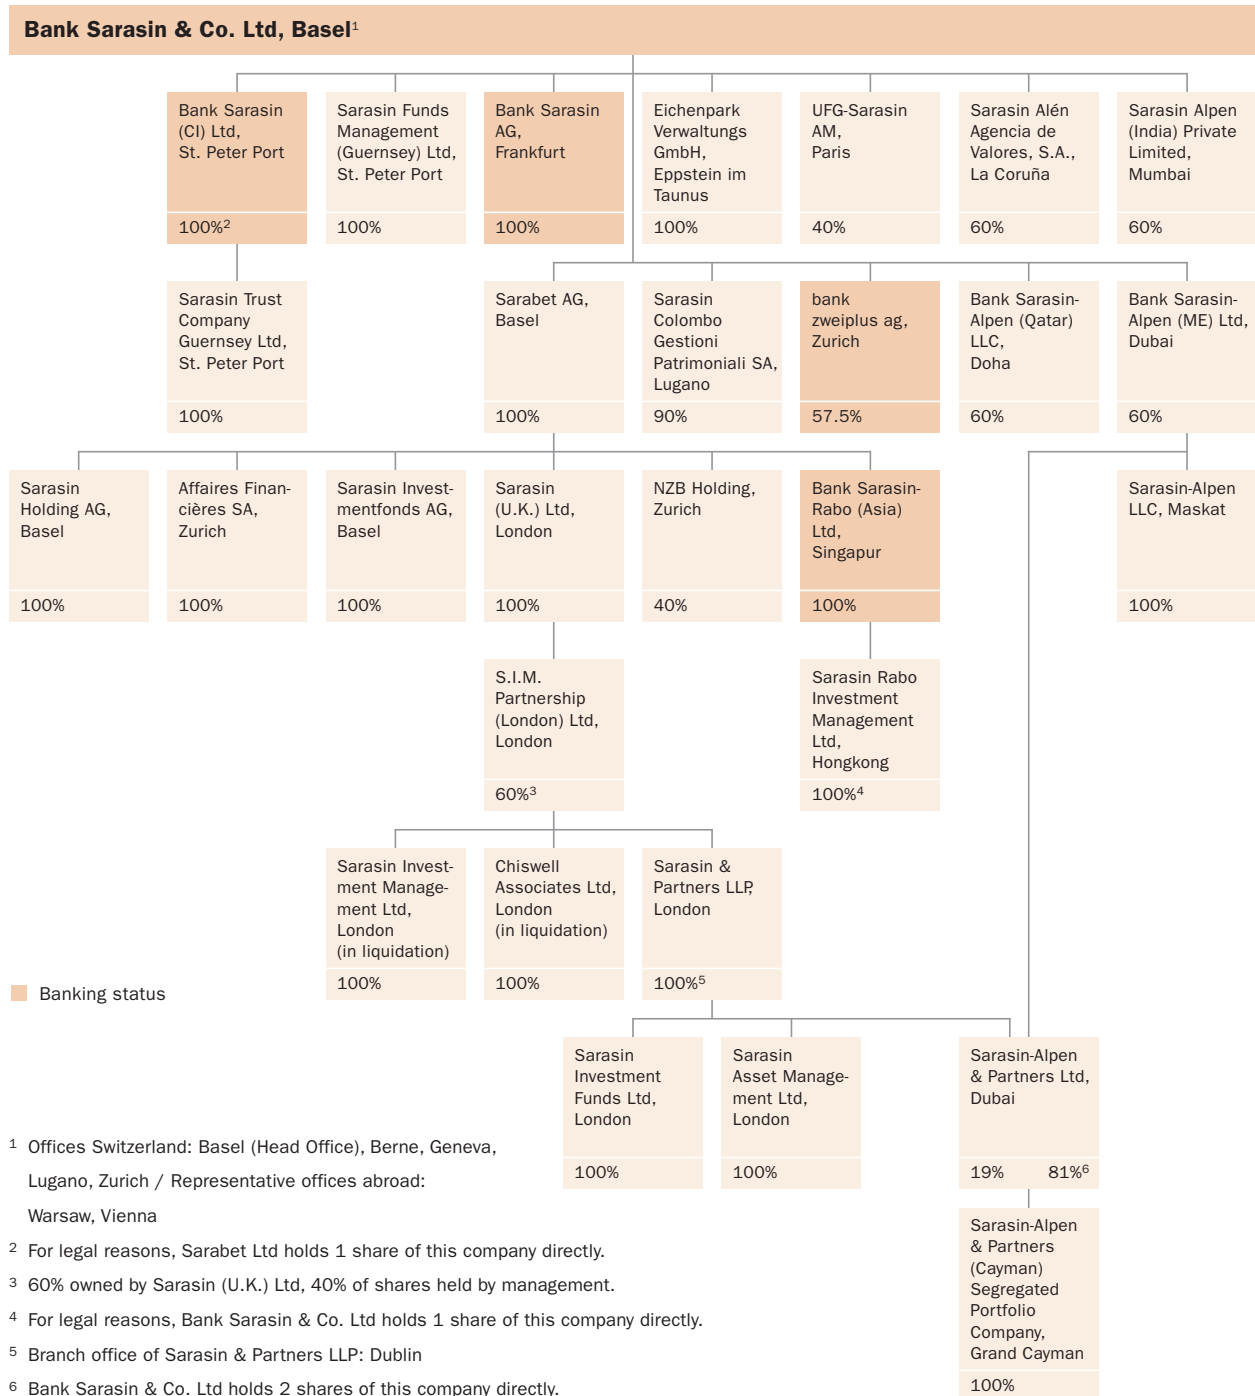 Bank Sarasin & Co. Ltd, Basel¹
Bank Sarasin
(CI) Ltd,
St. Peter Port
100%²
Sarasin Funds
Management
(Guernsey) Ltd,
St. Peter Port
100%
Bank Sarasin
AG,
Frankfurt
100%
Eichenpark
Verwaltungs
GmbH,
Eppstein im
Taunus
100%
UFG-Sarasin
AM,
Paris
40%
Sarasin Alén
Agencia de
Valores, S.A.,
La Coruña
60%
Sarasin Alpen
(India) Private
Limited,
Mumbai
60%
Sarasin Trust
Company
Guernsey Ltd,
St. Peter Port
100%
Sarabet AG,
Basel
100%
Sarasin
Colombo
Gestioni
Patrimoniali SA,
Lugano
90%
bank
zweiplus ag,
Zurich
57.5%
Bank Sarasin-
Alpen (Qatar)
LLC,
Doha
60%
Bank Sarasin-
Alpen (ME) Ltd,
Dubai
60%
Sarasin
Holding AG,
Basel
100%
Affaires Finan-
cières SA,
Zurich
100%
Sarasin Invest-
mentfonds AG,
Basel
100%
Sarasin
(U.K.) Ltd,
London
100%
NZB Holding,
Zurich
40%
Bank Sarasin-
Rabo (Asia)
Ltd,
Singapur
100%
Sarasin-Alpen
LLC, Maskat
100%
S.I.M.
Partnership
(London) Ltd,
London
60%³
Sarasin Rabo
Investment
Management
Ltd,
Hongkong
100%⁴
Sarasin Invest-
ment Manage-
ment Ltd,
London
(in liquidation)
100%
Chiswell
Associates Ltd,
London
(in liquidation)
100%
Sarasin &
Partners LLP,
London
100%⁵
Banking status
Sarasin
Investment
Funds Ltd,
London
100%
Sarasin
Asset Manage-
ment Ltd,
London
100%
Sarasin-Alpen
& Partners Ltd,
Dubai
19% 81%⁶
Sarasin-Alpen
& Partners
(Cayman)
Segregated
Portfolio
Company,
Grand Cayman
100%
¹ Offices Switzerland: Basel (Head Office), Berne, Geneva,
Lugano, Zurich / Representative offices abroad:
Warsaw, Vienna
² For legal reasons, Sarabet Ltd holds 1 share of this company directly.
³ 60% owned by Sarasin (U.K.) Ltd, 40% of shares held by management.
⁴ For legal reasons, Bank Sarasin & Co. Ltd holds 1 share of this company directly.
⁵ Branch office of Sarasin & Partners LLP: Dublin
⁶ Bank Sarasin & Co. Ltd holds 2 shares of this company directly.